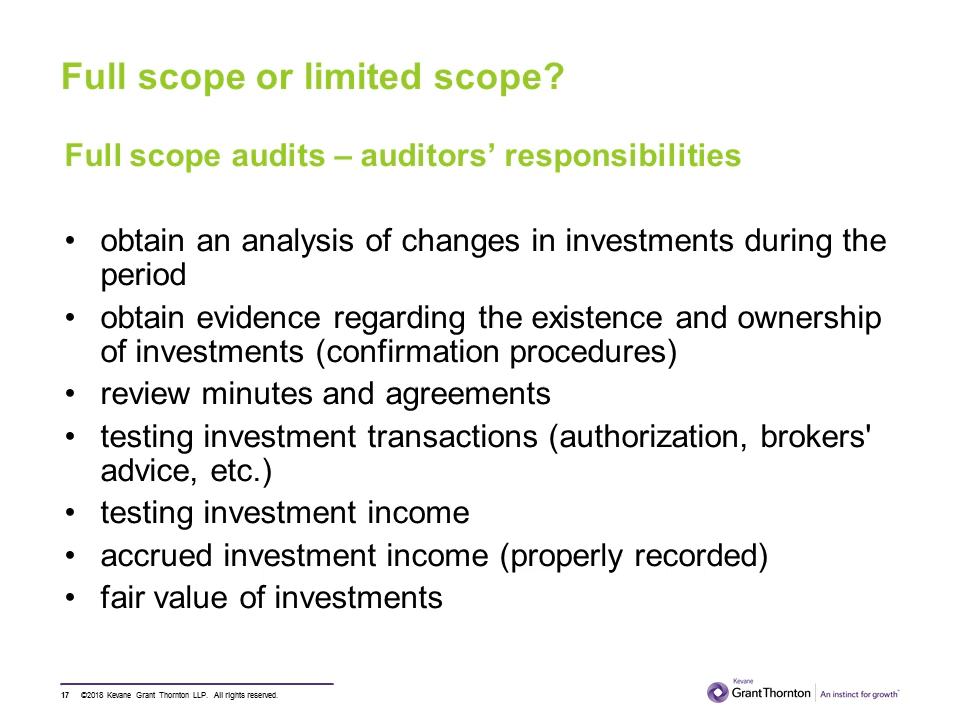 Full scope or limited scope?
Full scope audits – auditors’ responsibilities
• obtain an analysis of changes in investments during the
period
• obtain evidence regarding the existence and ownership
of investments (confirmation procedures)
• review minutes and agreements
• testing investment transactions (authorization, brokers'
advice, etc.)
• testing investment income
• accrued investment income (properly recorded)
• fair value of investments
17 ©2018 Kevane Grant Thornton LLP. All rights reserved.
Kevane
GrantThornton An instinct for growth™